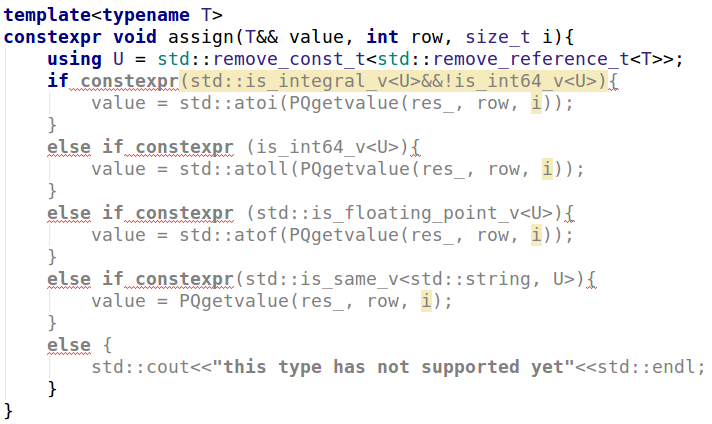 template<typename T>
constexpr void assign(T&& value, int row, size_t i){
    using U = std::remove_const_t<std::remove_reference_t<T>>;
    if constexpr(std::is_integral_v<U>&&!is_int64_v<U>){
        value = std::atoi(PQgetvalue(res_, row, i));
    }
    else if constexpr (is_int64_v<U>){
        value = std::atoll(PQgetvalue(res_, row, i));
    }
    else if constexpr (std::is_floating_point_v<U>){
        value = std::atof(PQgetvalue(res_, row, i));
    }
    else if constexpr(std::is_same_v<std::string, U>){
        value = PQgetvalue(res_, row, i);
    }
    else {
        std::cout<<"this type has not supported yet"<<std::endl;
    }
}